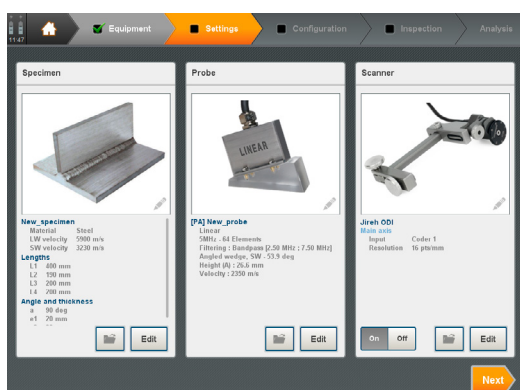 11:47
Equipment
Settings
Configuration
Inspection
Analysis
Specimen
New_specimen
Material Steel
LW velocity 5900 m/s
SW velocity 3230 m/s
Lengths
L1 400 mm
L2 190 mm
L3 200 mm
L4 200 mm
Angle and thickness
a 90 deg
e1 20 mm
Edit
Probe
LINEAR
[PA] New_probe
Linear
5MHz - 64 Elements
Filtering : Bandpass [2.50 MHz ; 7.50 MHz]
Angled wedge, SW - 53.9 deg
Height (A) : 26.6 mm
Velocity : 2350 m/s
Edit
Scanner
Jireh ODI
Main axis
Input Coder 1
Resolution 16 pts/mm
On Off
Edit
Next